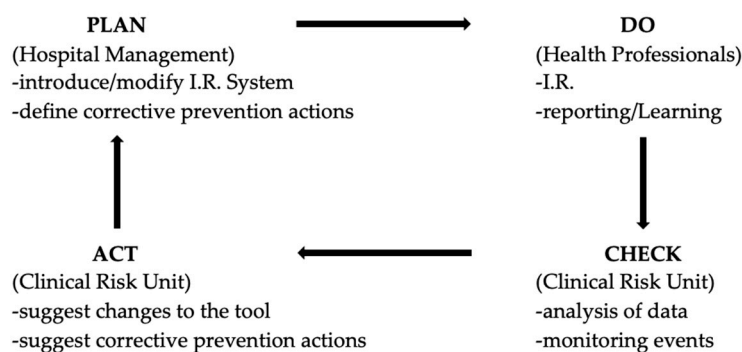 PLAN
(Hospital Management)
-introduce/modify I.R. System
-define corrective prevention actions
DO
(Health Professionals)
-I.R.
-reporting/Learning
ACT
(Clinical Risk Unit)
-suggest changes to the tool
-suggest corrective prevention actions
CHECK
(Clinical Risk Unit)
-analysis of data
-monitoring events